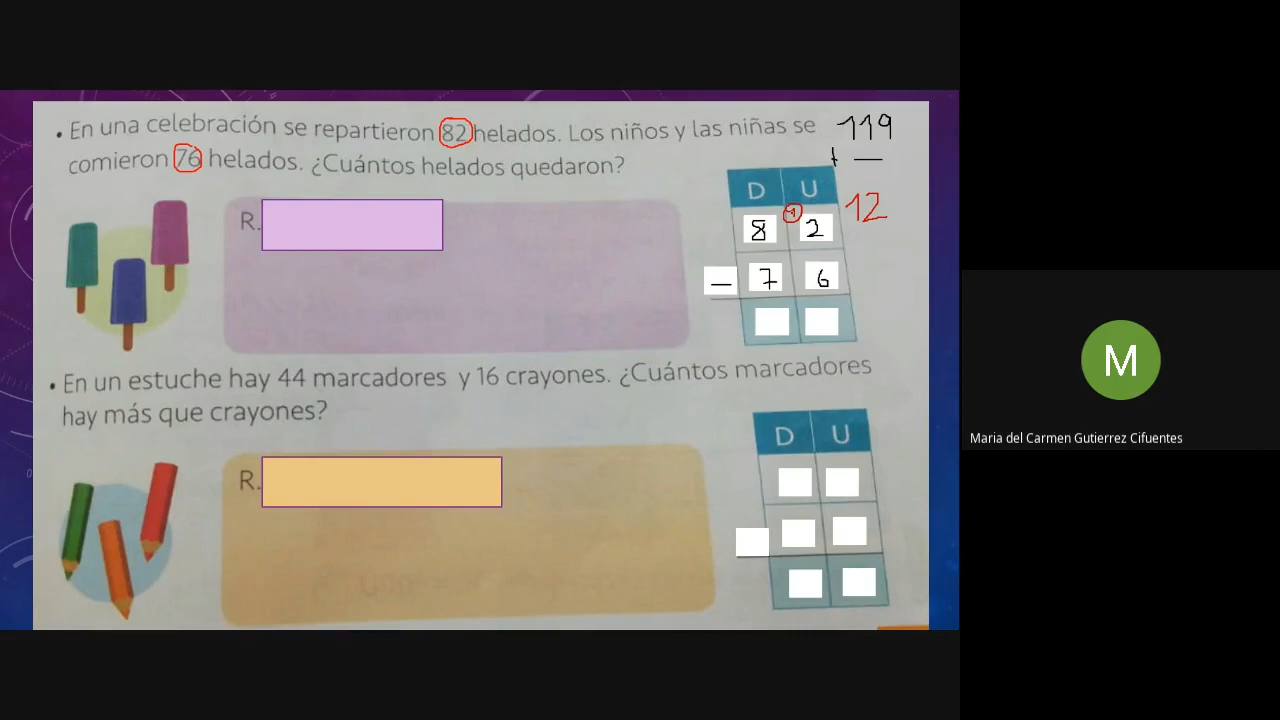 • En una celebración se repartieron 82 helados. Los niños y las niñas se
comieron 76 helados. ¿Cuántos helados quedaron?
119
+ —
D U
R.
8 2
12
— 7 6
• En un estuche hay 44 marcadores y 16 crayones. ¿Cuántos marcadores
hay más que crayones?
D U
R.
M
Maria del Carmen Gutierrez Cifuentes